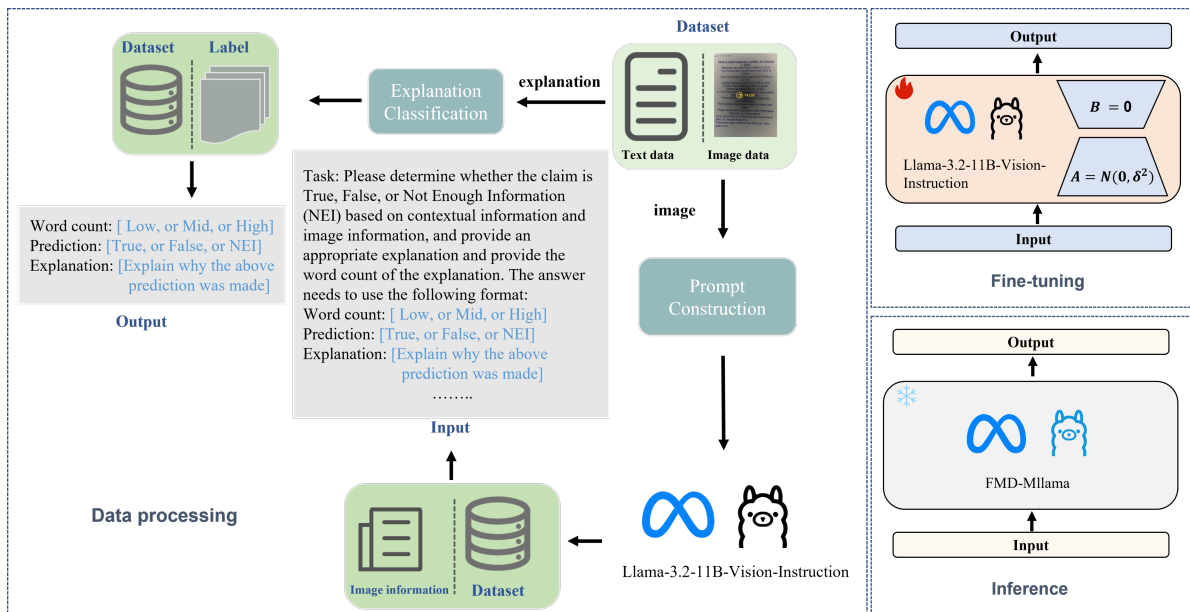 Dataset
Dataset
Label
explanation
Explanation
Classification
Text data
Image data
FALSE
Word count: [ Low, or Mid, or High]
Prediction: [True, or False, or NEI]
Explanation: [Explain why the above
prediction was made]
Output
Task: Please determine whether the claim is
True, False, or Not Enough Information
(NEI) based on contextual information and
image information, and provide an
appropriate explanation and provide the
word count of the explanation. The answer
needs to use the following format:
Word count: [ Low, or Mid, or High]
Prediction: [True, or False, or NEI]
Explanation: [Explain why the above
prediction was made]
……..
Input
image
Prompt
Construction
Llama-3.2-11B-Vision-Instruction
Image information
Dataset
Data processing
Output
B = 0
A = N(0, δ²)
Llama-3.2-11B-Vision-
Instruction
Input
Fine-tuning
Output
FMD-Mllama
Input
Inference